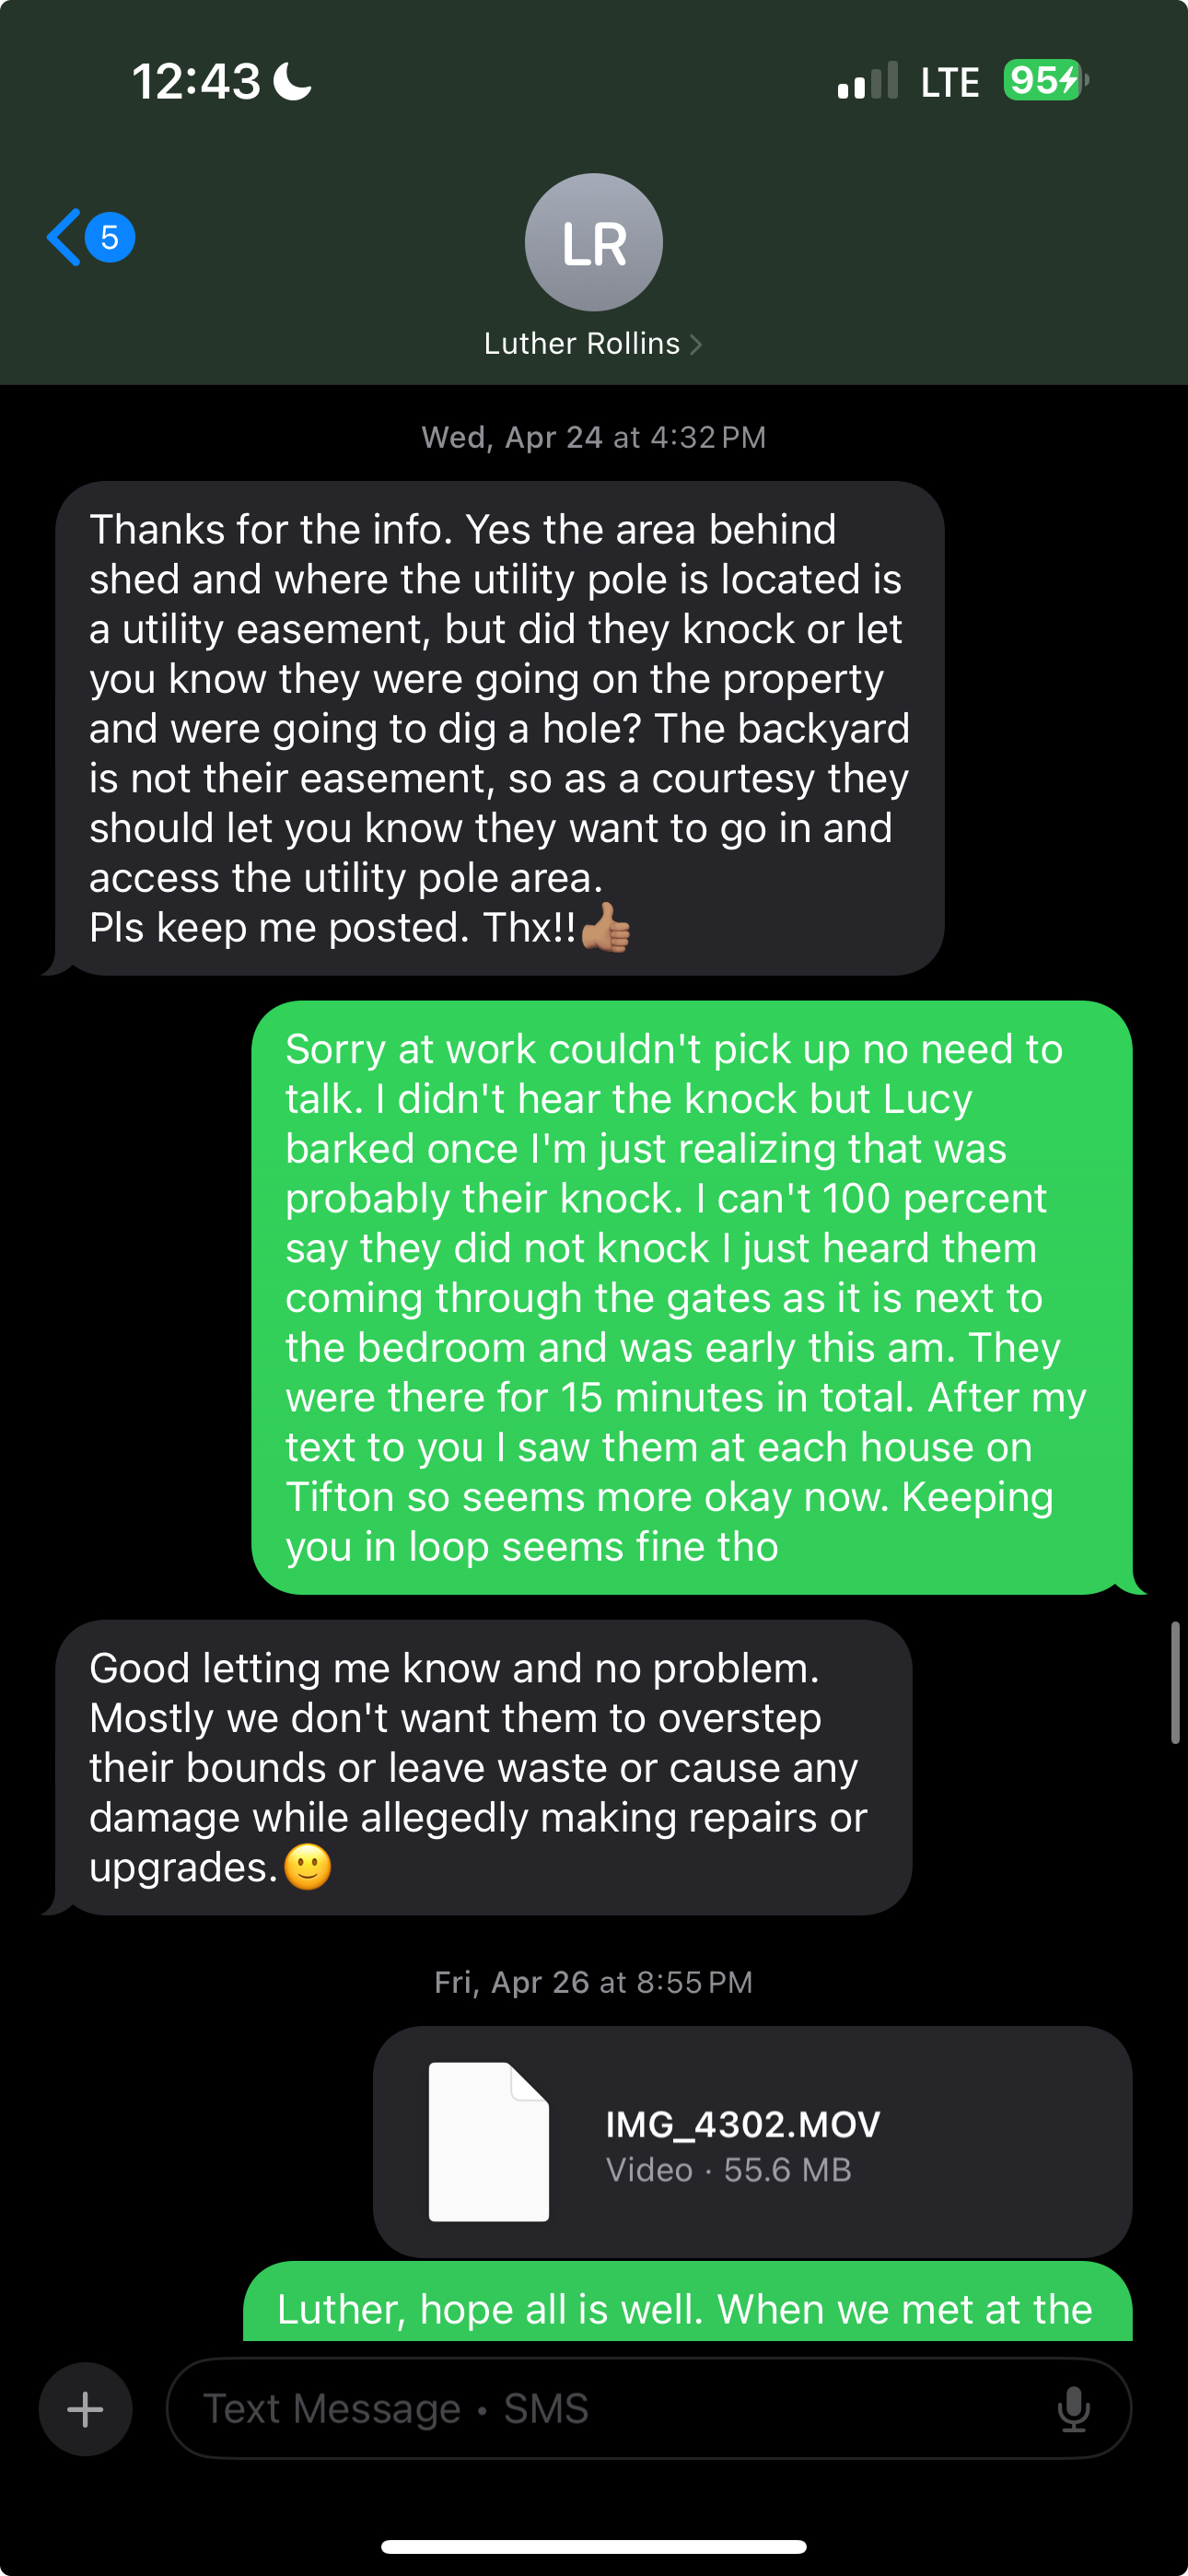 12:43
LTE
95
5
LR
Luther Rollins
Wed, Apr 24 at 4:32 PM
Thanks for the info. Yes the area behind
shed and where the utility pole is located is
a utility easement, but did they knock or let
you know they were going on the property
and were going to dig a hole? The backyard
is not their easement, so as a courtesy they
should let you know they want to go in and
access the utility pole area.
Pls keep me posted. Thx!!👍🏽
Sorry at work couldn't pick up no need to
talk. I didn't hear the knock but Lucy
barked once I'm just realizing that was
probably their knock. I can't 100 percent
say they did not knock I just heard them
coming through the gates as it is next to
the bedroom and was early this am. They
were there for 15 minutes in total. After my
text to you I saw them at each house on
Tifton so seems more okay now. Keeping
you in loop seems fine tho
Good letting me know and no problem.
Mostly we don't want them to overstep
their bounds or leave waste or cause any
damage while allegedly making repairs or
upgrades.🙂
Fri, Apr 26 at 8:55 PM
IMG_4302.MOV
Video · 55.6 MB
Luther, hope all is well. When we met at the
Text Message • SMS